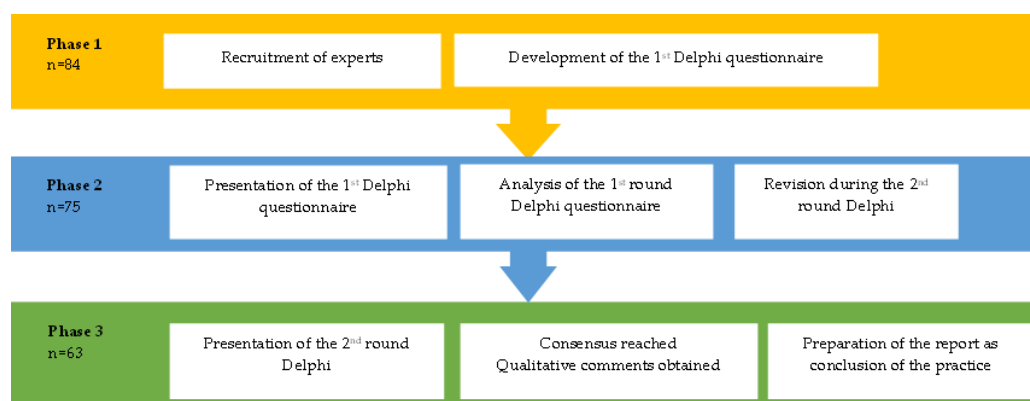 Phase 1
n=84
Recruitment of experts
Development of the 1st Delphi questionnaire
Phase 2
n=75
Presentation of the 1st Delphi
questionnaire
Analysis of the 1st round
Delphi questionnaire
Revision during the 2nd
round Delphi
Phase 3
n=63
Presentation of the 2nd round
Delphi
Consensus reached
Qualitative comments obtained
Preparation of the report as
conclusion of the practice